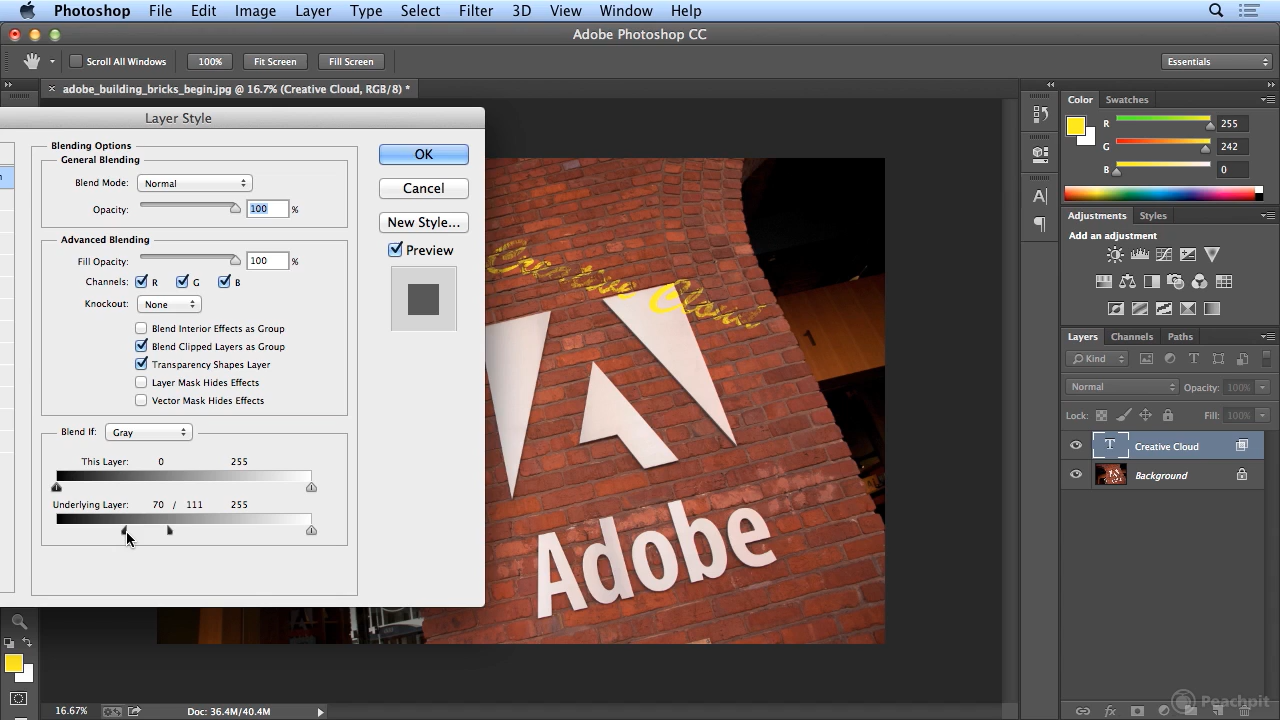 Photoshop File Edit Image Layer Type Select Filter 3D View Window Help
Adobe Photoshop CC
Scroll All Windows 100% Fit Screen Fill Screen Essentials
adobe_building_bricks_begin.jpg @ 16.7% (Creative Cloud, RGB/8) *
Layer Style
Blending Options
General Blending
Blend Mode: Normal
Opacity: 100 %
Advanced Blending
Fill Opacity: 100 %
Channels: R G B
Knockout: None
Blend Interior Effects as Group
Blend Clipped Layers as Group
Transparency Shapes Layer
Layer Mask Hides Effects
Vector Mask Hides Effects
Blend If: Gray
This Layer: 0 255
Underlying Layer: 70 / 111 255
OK
Cancel
New Style...
Preview
Creative Cloud
Adobe
Color Swatches
R 255
G 242
B 0
Adjustments Styles
Add an adjustment
Layers Channels Paths
Kind
Normal Opacity: 100%
Lock: Fill: 100%
T Creative Cloud
Background
16.67% Doc: 36.4M/40.4M
Peachpit